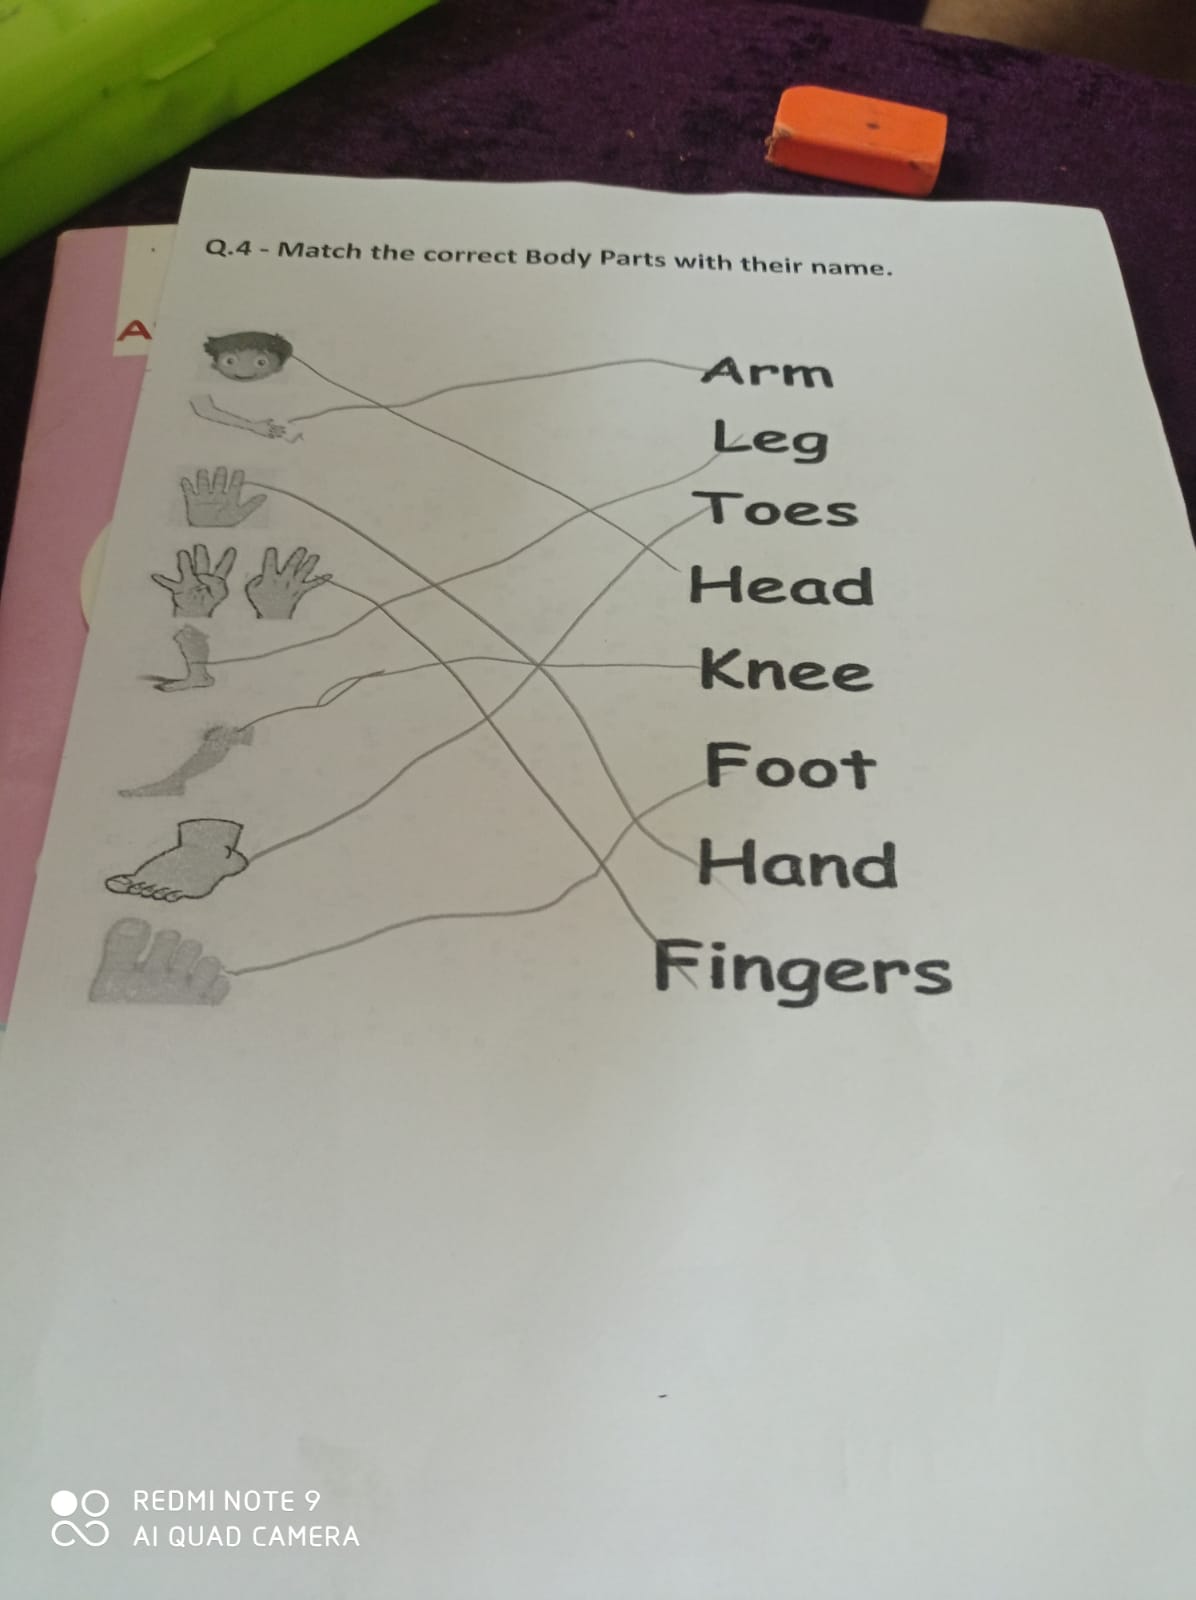 Q.4 - Match the correct Body Parts with their name.
A
Arm
Leg
Toes
Head
Knee
Foot
Hand
Fingers
REDMI NOTE 9
AI QUAD CAMERA